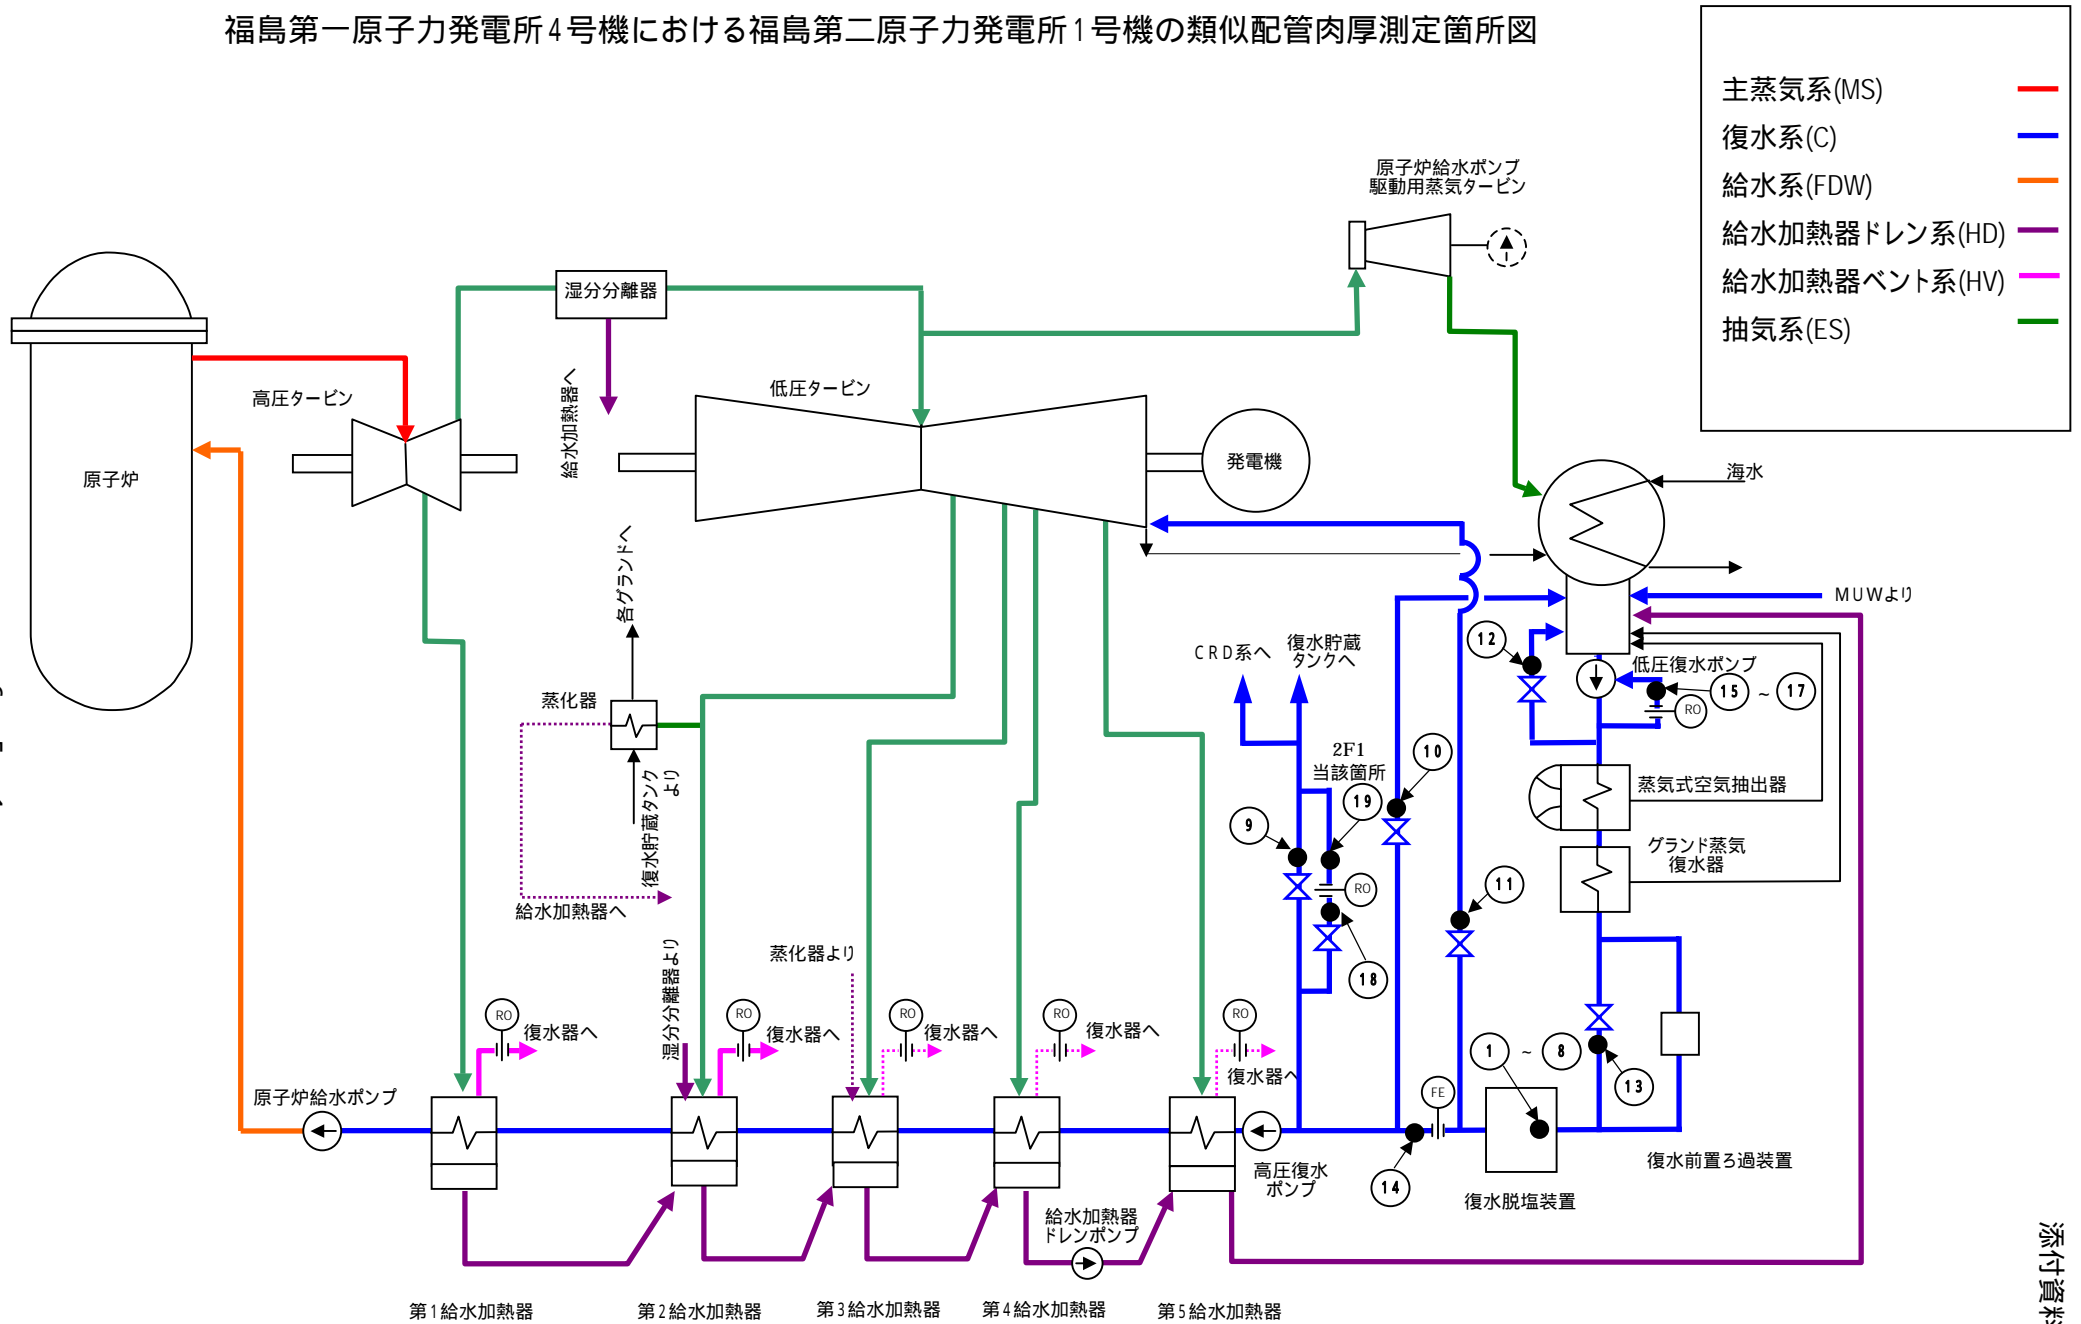 福島第一原子力発電所4号機における福島第二原子力発電所1号機の類似配管肉厚測定箇所図
主蒸気系(MS)
復水系(C)
給水系(FDW)
給水加熱器ドレン系(HD)
給水加熱器ベント系(HV)
抽気系(ES)
原子炉給水ポンプ
駆動用蒸気タービン
湿分分離器
給水加熱器へ
高圧タービン
低圧タービン
原子炉
発電機
海水
MUWより
各グランドへ
蒸化器
復水貯蔵タンク
より
給水加熱器へ
CRD系へ
復水貯蔵
タンクへ
12
低圧復水ポンプ
15 ~ 17
RO
10
2F1
当該箇所
19
9
RO
18
11
蒸気式空気抽出器
グランド蒸気
復水器
湿分分離器より
蒸化器より
RO
復水器へ
RO
復水器へ
RO
復水器へ
RO
復水器へ
RO
復水器へ
原子炉給水ポンプ
FE
1 ~ 8
13
14
高圧復水
ポンプ
復水脱塩装置
復水前置ろ過装置
給水加熱器
ドレンポンプ
第1給水加熱器
第2給水加熱器
第3給水加熱器
第4給水加熱器
第5給水加熱器
添付資料